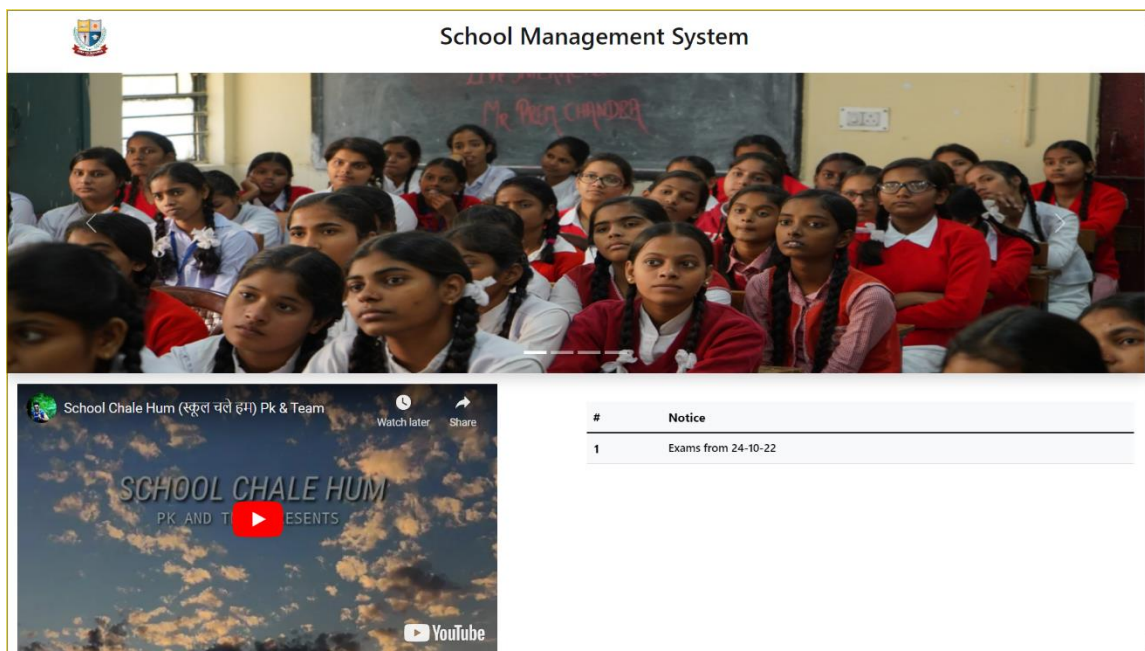 School Management System
Mr PREM CHANDRA
School Chale Hum (स्कूल चले हम) Pk & Team
Watch later
Share
SCHOOL CHALE HUM
PK AND
YouTube
# Notice
1 Exams from 24-10-22